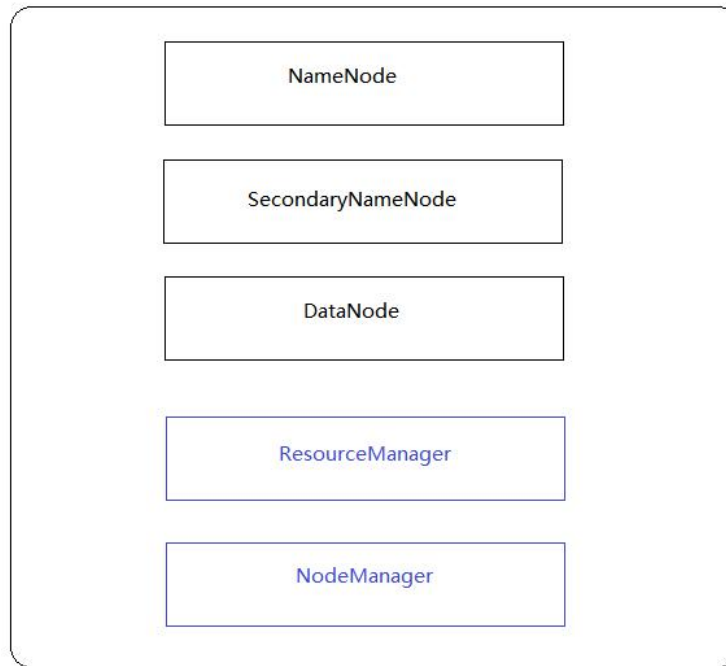 NameNode
SecondaryNameNode
DataNode
ResourceManager
NodeManager